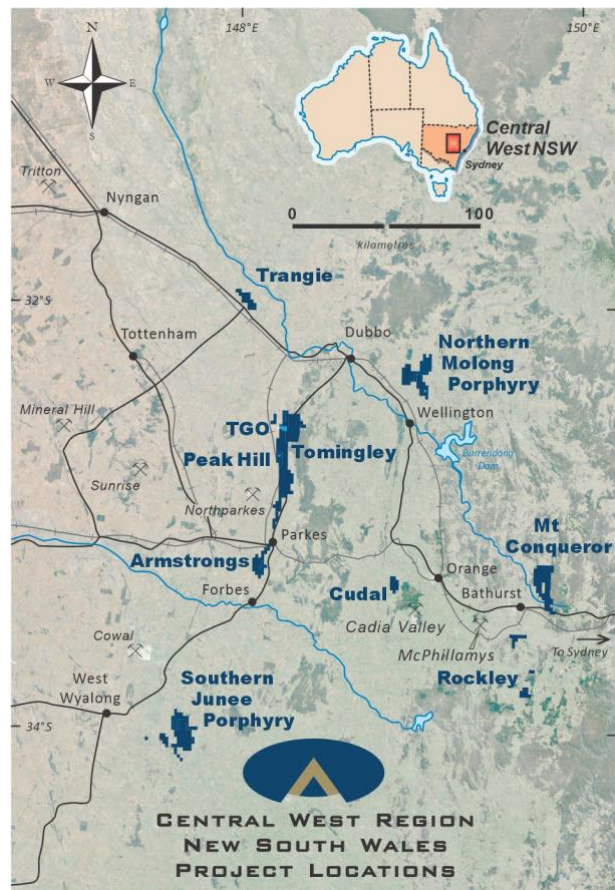 148°E
150°E
N
W
E
S
Central
West NSW
Sydney
Tritton
Nyngan
0
100
kilometres
Trangie
32°S
Dubbo
Tottenham
Northern
Molong
Porphyry
Mineral Hill
TGO
Wellington
Peak Hill
Tomingley
Burrendong
Dam
Sunrise
Northparkes
Mt
Conqueror
Parkes
Armstrongs
Orange
Cudal
Bathurst
Forbes
Cadia Valley
McPhillamys
To Sydney
Cowal
West
Wyalong
Southern
Junee
Porphyry
Rockley
34°S
Central West Region
New South Wales
Project Locations